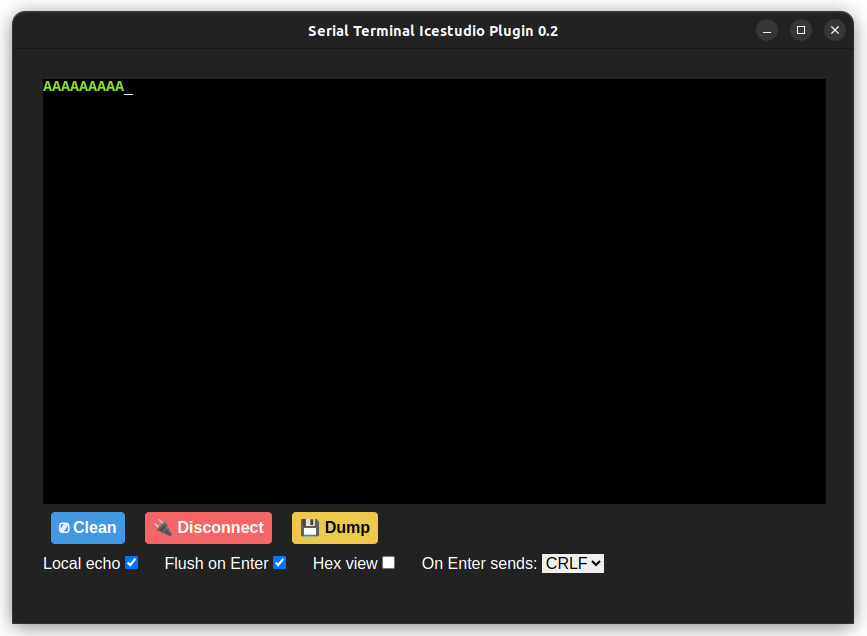 Serial Terminal Icestudio Plugin 0.2
AAAAAAAAA_
Clean Disconnect Dump
Local echo Flush on Enter Hex view On Enter sends: CRLF